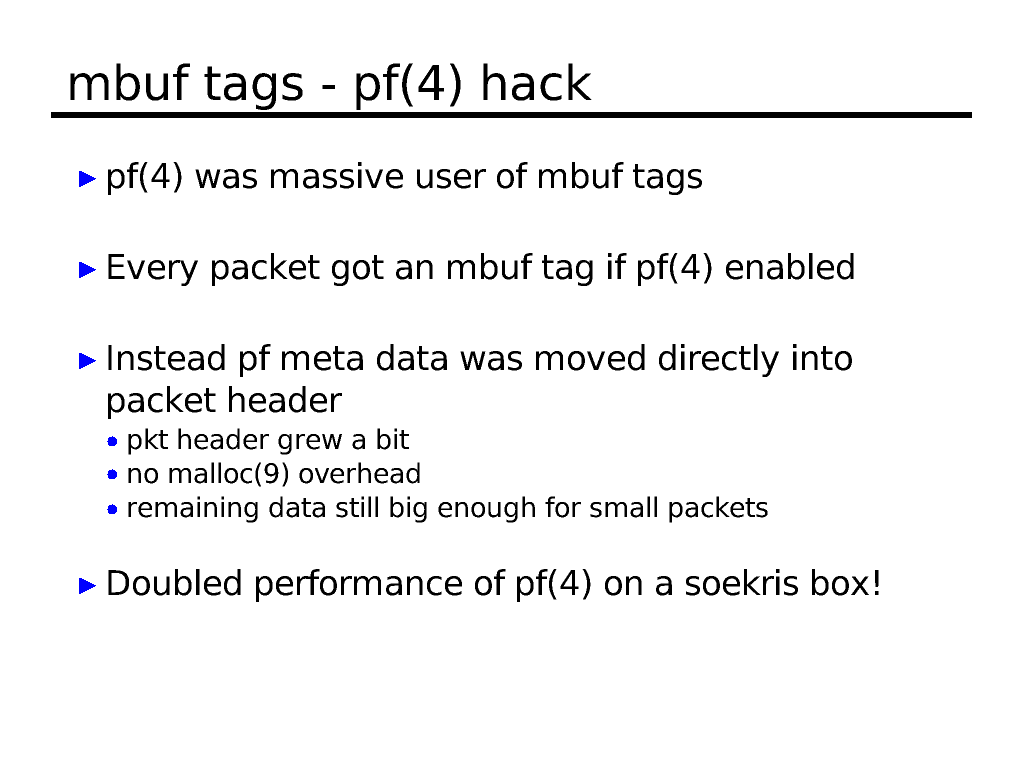 mbuf tags - pf(4) hack
pf(4) was massive user of mbuf tags
Every packet got an mbuf tag if pf(4) enabled
Instead pf meta data was moved directly into
packet header
pkt header grew a bit
no malloc(9) overhead
remaining data still big enough for small packets
Doubled performance of pf(4) on a soekris box!